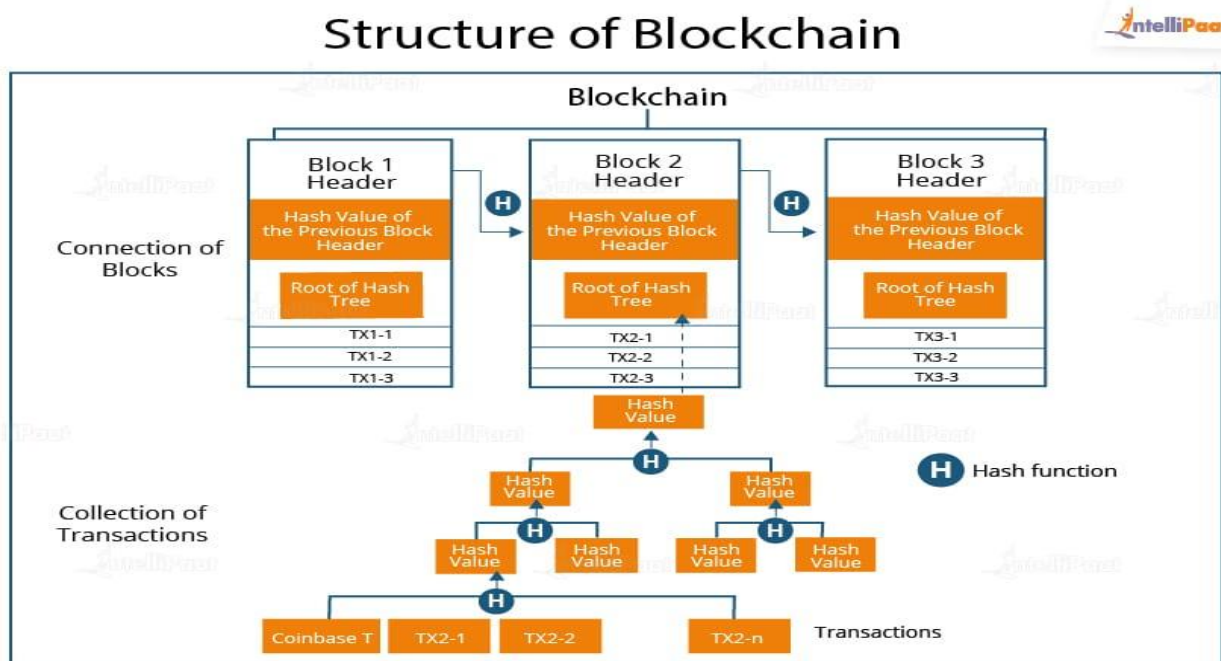 Structure of Blockchain
IntelliPaa
Blockchain
Block 1
Header
Block 2
Header
Block 3
Header
H
H
Hash Value of
the Previous Block
Header
Hash Value of
the Previous Block
Header
Hash Value of
the Previous Block
Header
Connection of
Blocks
Root of Hash
Tree
Root of Hash
Tree
Root of Hash
Tree
TX1-1
TX1-2
TX1-3
TX2-1
TX2-2
TX2-3
TX3-1
TX3-2
TX3-3
Hash
Value
H
H Hash function
Hash
Value
Hash
Value
Collection of
Transactions
H
H
Hash
Value
Hash
Value
Hash
Value
Hash
Value
H
Coinbase T
TX2-1
TX2-2
TX2-n
Transactions